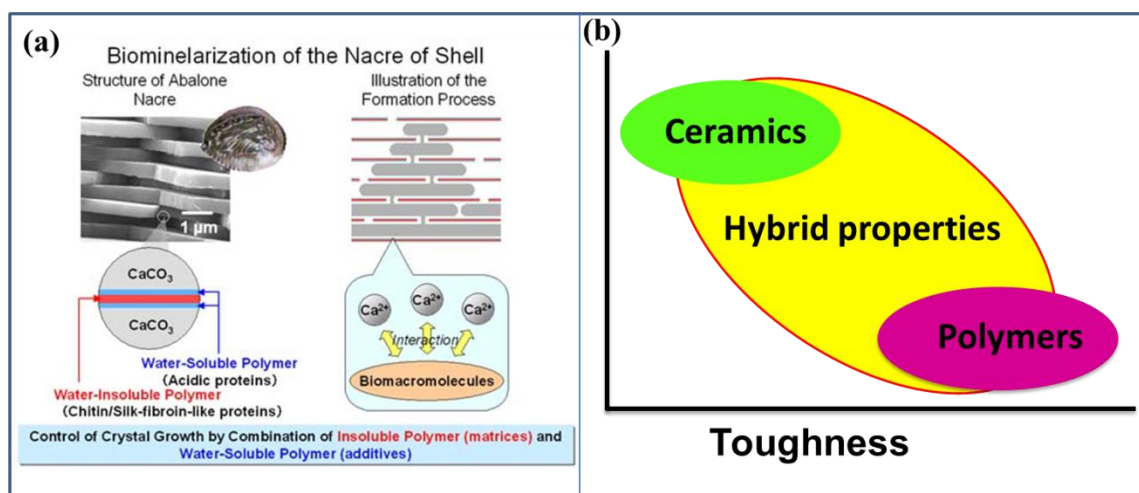 (a)
Biominelarization of the Nacre of Shell
Structure of Abalone
Nacre
Illustration of the
Formation Process
1 µm
CaCO3
CaCO3
Water-Soluble Polymer
(Acidic proteins)
Water-Insoluble Polymer
(Chitin/Silk-fibroin-like proteins)
Ca2+
Ca2+
Ca2+
Interaction
Biomacromolecules
Control of Crystal Growth by Combination of Insoluble Polymer (matrices) and
Water-Soluble Polymer (additives)
(b)
Ceramics
Hybrid properties
Polymers
Toughness